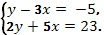 {y − 3x = −5,
2y + 5x = 23.